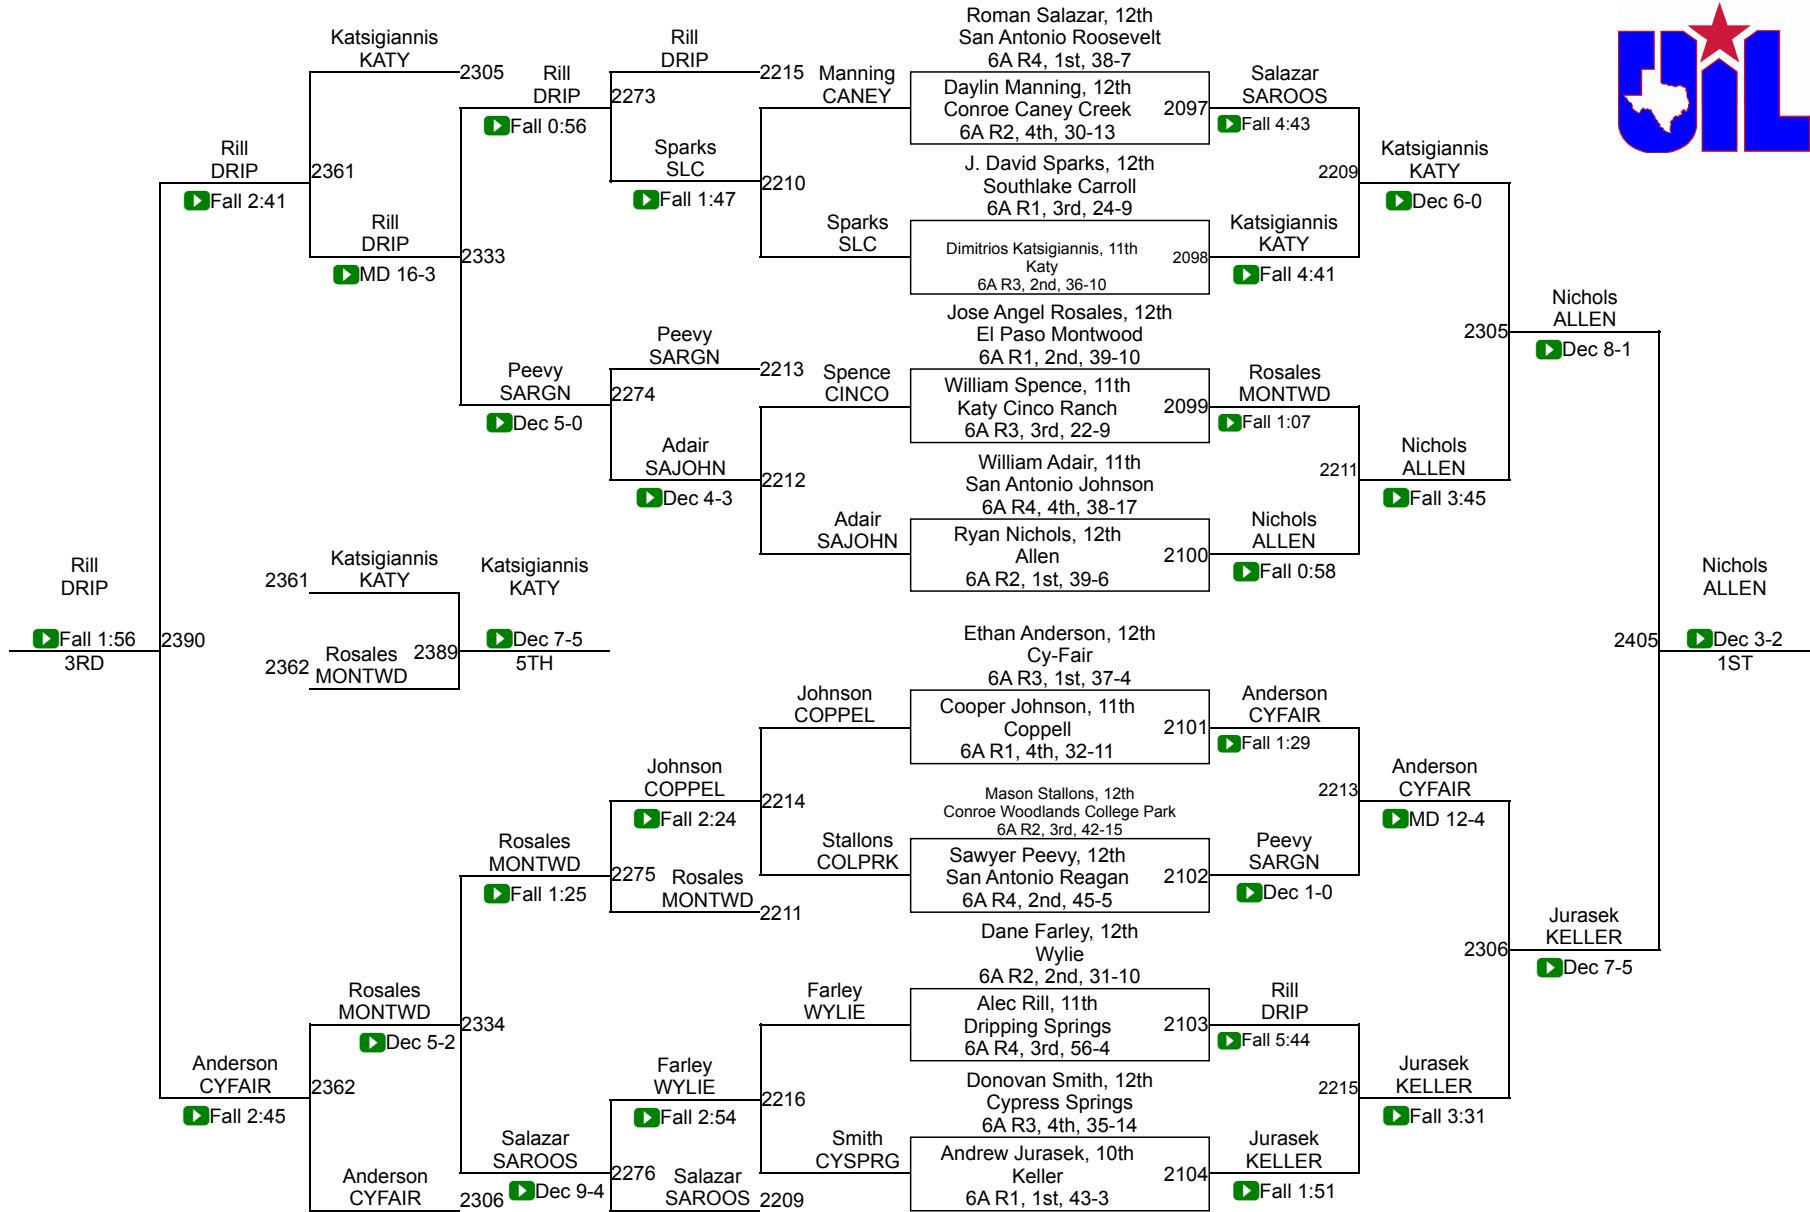 Roman Salazar, 12th
San Antonio Roosevelt
6A R4, 1st, 38-7
Daylin Manning, 12th
Conroe Caney Creek
6A R2, 4th, 30-13
2097
J. David Sparks, 12th
Southlake Carroll
6A R1, 3rd, 24-9
Dimitrios Katsigiannis, 11th
Katy
6A R3, 2nd, 36-10
2098
Jose Angel Rosales, 12th
El Paso Montwood
6A R1, 2nd, 39-10
William Spence, 11th
Katy Cinco Ranch
6A R3, 3rd, 22-9
2099
William Adair, 11th
San Antonio Johnson
6A R4, 4th, 38-17
Ryan Nichols, 12th
Allen
6A R2, 1st, 39-6
2100
Ethan Anderson, 12th
Cy-Fair
6A R3, 1st, 37-4
Cooper Johnson, 11th
Coppell
6A R1, 4th, 32-11
2101
Mason Stallons, 12th
Conroe Woodlands College Park
6A R2, 3rd, 42-15
Sawyer Peevy, 12th
San Antonio Reagan
6A R4, 2nd, 45-5
2102
Dane Farley, 12th
Wylie
6A R2, 2nd, 31-10
Alec Rill, 11th
Dripping Springs
6A R4, 3rd, 56-4
2103
Donovan Smith, 12th
Cypress Springs
6A R3, 4th, 35-14
Andrew Jurasek, 10th
Keller
6A R1, 1st, 43-3
2104
Salazar
SAROOS
Fall 4:43
2209
Katsigiannis
KATY
Fall 4:41
Rosales
MONTWD
Fall 1:07
2211
Nichols
ALLEN
Fall 0:58
Anderson
CYFAIR
Fall 1:29
2213
Peevy
SARGN
Dec 1-0
Rill
DRIP
Fall 5:44
2215
Jurasek
KELLER
Fall 1:51
Katsigiannis
KATY
Dec 6-0
2305
Nichols
ALLEN
Fall 3:45
Anderson
CYFAIR
MD 12-4
2306
Jurasek
KELLER
Fall 3:31
Nichols
ALLEN
Dec 8-1
2405
Jurasek
KELLER
Dec 7-5
Nichols
ALLEN
Dec 3-2
1ST
UIL
Manning
CANEY
2210
Sparks
SLC
Spence
CINCO
2212
Adair
SAJOHN
Johnson
COPPEL
2214
Stallons
COLPRK
Farley
WYLIE
2216
Smith
CYSPRG
Rill
DRIP
2215
2273
Sparks
SLC
Fall 1:47
Peevy
SARGN
2213
2274
Adair
SAJOHN
Dec 4-3
Johnson
COPPEL
Fall 2:24
2275
Rosales
MONTWD
2211
Farley
WYLIE
Fall 2:54
2276
Salazar
SAROOS
2209
Rill
DRIP
Fall 0:56
2333
Peevy
SARGN
Dec 5-0
Rosales
MONTWD
Fall 1:25
2334
Salazar
SAROOS
Dec 9-4
Katsigiannis
KATY
2305
2361
Rill
DRIP
MD 16-3
Rosales
MONTWD
Dec 5-2
2362
Anderson
CYFAIR
2306
Rill
DRIP
Fall 2:41
2390
Anderson
CYFAIR
Fall 2:45
Rill
DRIP
Fall 1:56
3RD
2361
Katsigiannis
KATY
2362
Rosales
MONTWD
2389
Katsigiannis
KATY
Dec 7-5
5TH